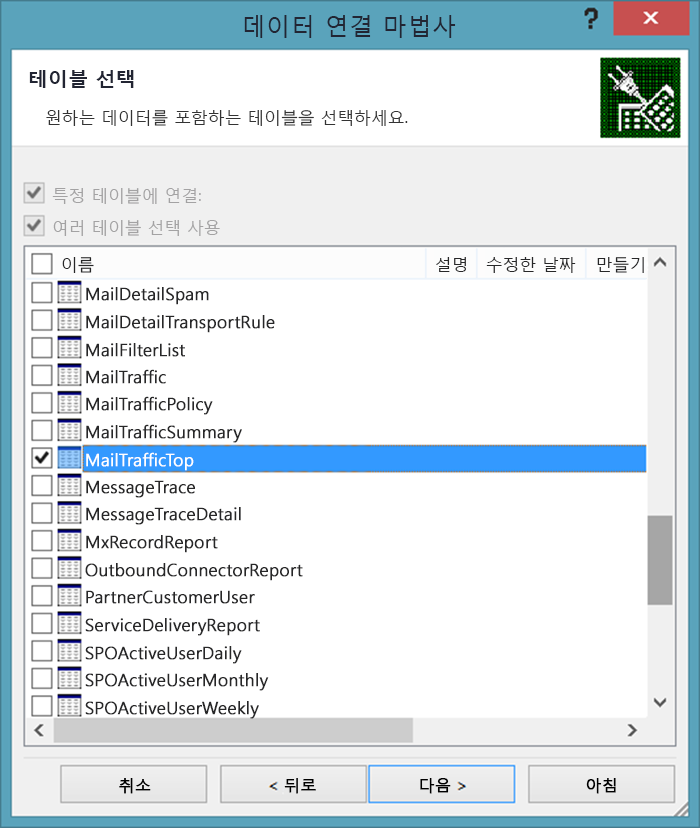 데이터 연결 마법사
?
테이블 선택
원하는 데이터를 포함하는 테이블을 선택하세요.
특정 테이블에 연결:
여러 테이블 선택 사용
이름 설명 수정한 날짜 만들기
MailDetailSpam
MailDetailTransportRule
MailFilterList
MailTraffic
MailTrafficPolicy
MailTrafficSummary
MailTrafficTop
MessageTrace
MessageTraceDetail
MxRecordReport
OutboundConnectorReport
PartnerCustomerUser
ServiceDeliveryReport
SPOActiveUserDaily
SPOActiveUserMonthly
SPOActiveUserWeekly
취소 < 뒤로 다음 > 아침